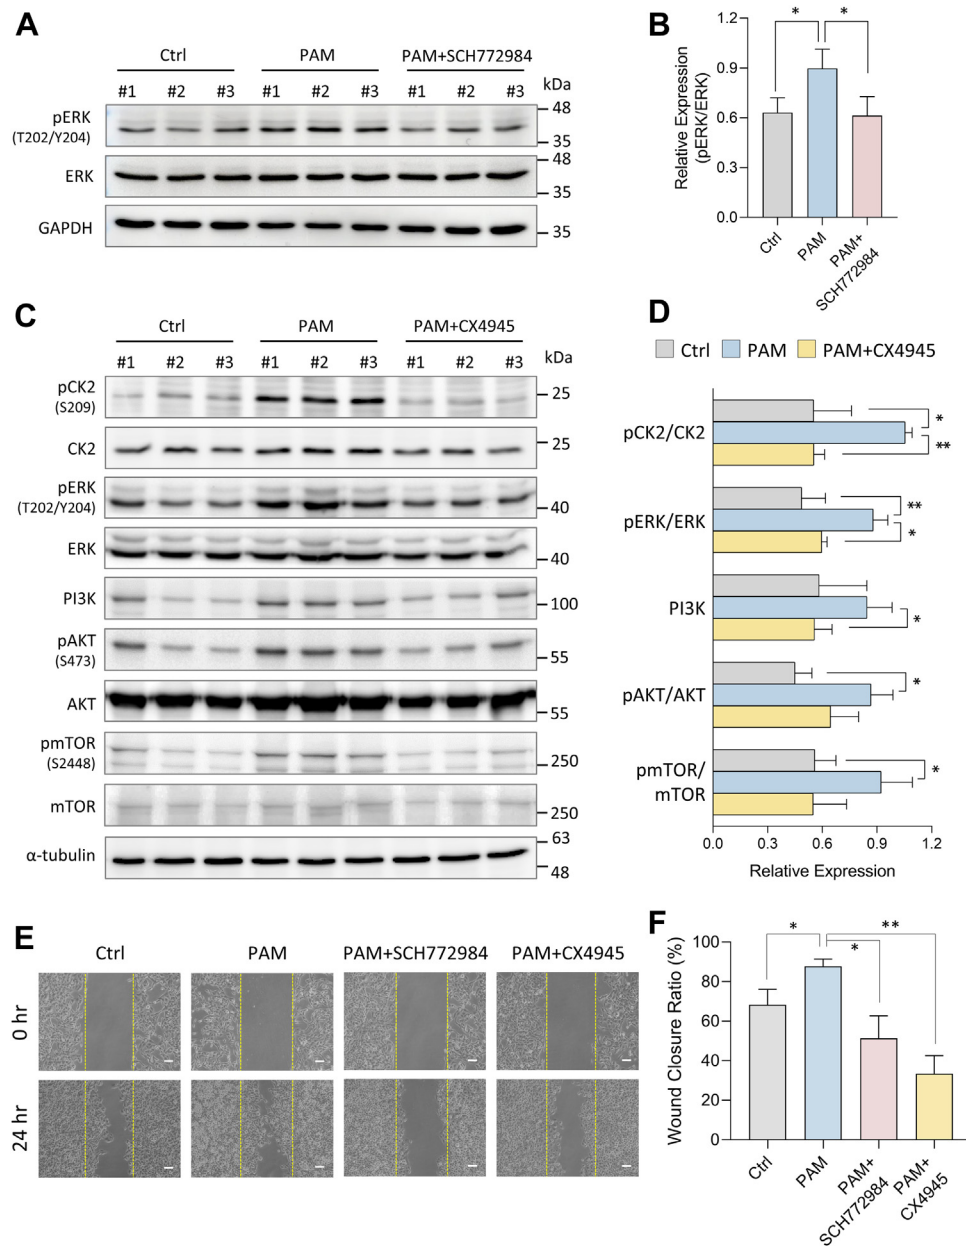 A
Ctrl PAM PAM+SCH772984
#1 #2 #3 #1 #2 #3 #1 #2 #3 kDa
pERK
(T202/Y204)
48
35
ERK
48
35
GAPDH
35
B
Relative Expression
(pERK/ERK)
* *
1.2
0.9
0.6
0.3
0.0
Ctrl
PAM
PAM+
SCH772984
C
Ctrl PAM PAM+CX4945
#1 #2 #3 #1 #2 #3 #1 #2 #3 kDa
pCK2
(S209)
25
CK2
25
pERK
(T202/Y204)
40
ERK
40
PI3K
100
pAKT
(S473)
55
AKT
55
pmTOR
(S2448)
250
mTOR
250
α-tubulin
63
48
D
Ctrl PAM PAM+CX4945
pCK2/CK2
*
**
pERK/ERK
**
*
PI3K
*
pAKT/AKT
*
pmTOR/
mTOR
*
0.0 0.3 0.6 0.9 1.2
Relative Expression
E
Ctrl PAM PAM+SCH772984 PAM+CX4945
0 hr
24 hr
F
Wound Closure Ratio (%)
* **
*
100
80
60
40
20
0
Ctrl
PAM
PAM+
SCH772984
PAM+
CX4945